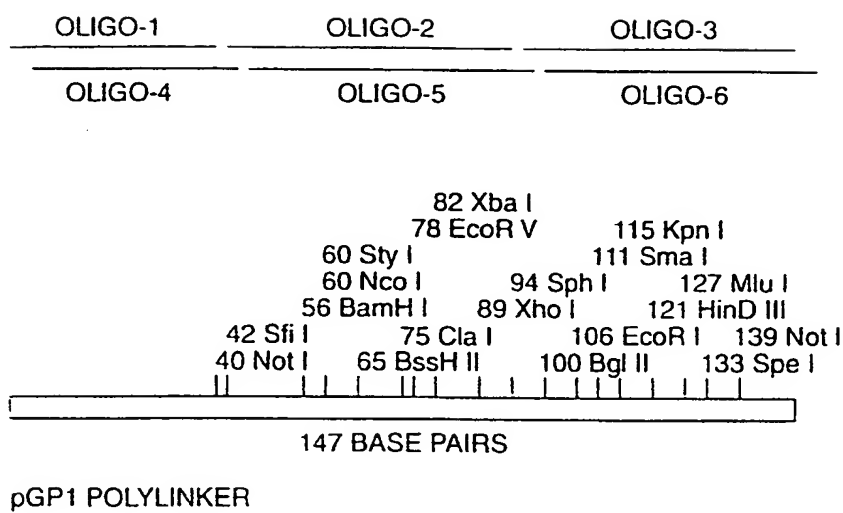 OLIGO-1 OLIGO-2 OLIGO-3
OLIGO-4 OLIGO-5 OLIGO-6
82 Xba I
78 EcoR V 115 Kpn I
60 Sty I 111 Sma I
60 Nco I 94 Sph I 127 Mlu I
56 BamH I 89 Xho I 121 HinD III
42 Sfi I 75 Cla I 106 EcoR I 139 Not I
40 Not I 65 BssH II 100 Bgl II 133 Spe I
147 BASE PAIRS
pGP1 POLYLINKER